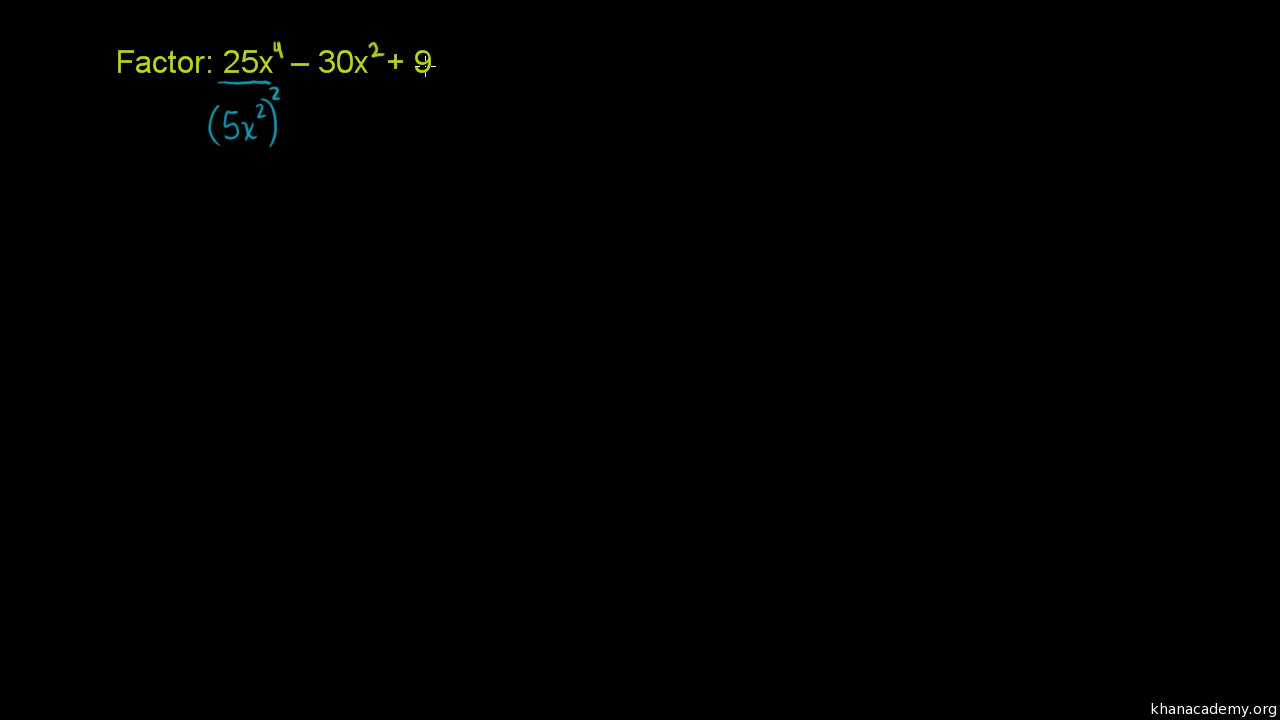 Factor: 25x⁴ – 30x² + 9
(5x²)²
khanacademy.org